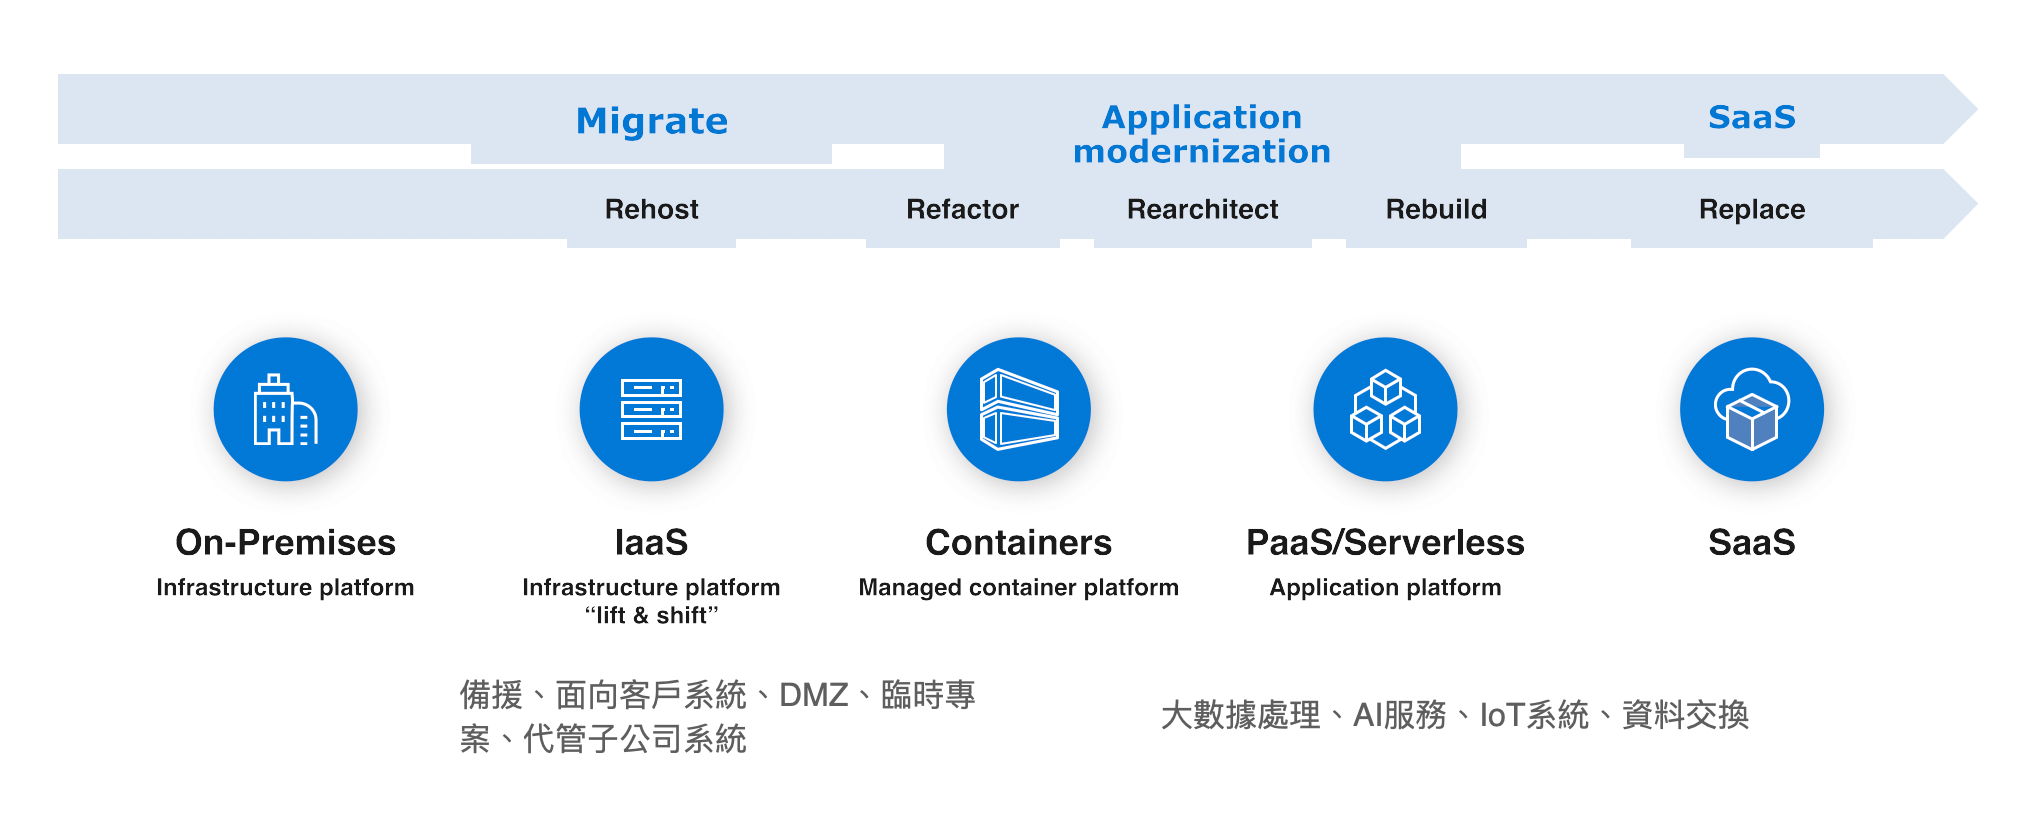 Migrate
Application
modernization
SaaS
Rehost
Refactor
Rearchitect
Rebuild
Replace
On-Premises
Infrastructure platform
IaaS
Infrastructure platform
“lift & shift”
Containers
Managed container platform
PaaS/Serverless
Application platform
SaaS
備援、面向客戶系統、DMZ、臨時專
案、代管子公司系統
大數據處理、AI服務、IoT系統、資料交換